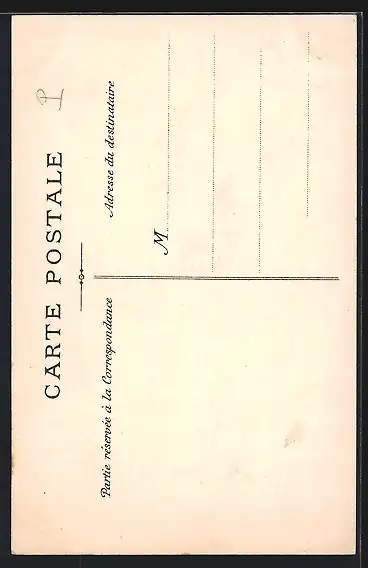 CARTE POSTALE
Partie réservée à la Correspondance
Adresse du destinataire
M
P